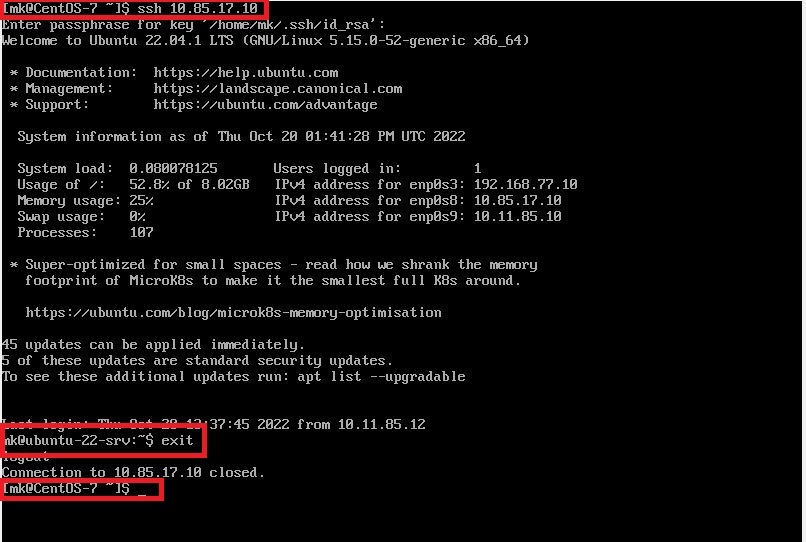 [mk@CentOS-7 ~]$ ssh 10.85.17.10
Enter passphrase for key '/home/mk/.ssh/id_rsa':
Welcome to Ubuntu 22.04.1 LTS (GNU/Linux 5.15.0-52-generic x86_64)
* Documentation: https://help.ubuntu.com
* Management: https://landscape.canonical.com
* Support: https://ubuntu.com/advantage
System information as of Thu Oct 20 01:41:28 PM UTC 2022
System load: 0.080078125 Users logged in: 1
Usage of /: 52.8% of 8.02GB IPv4 address for enp0s3: 192.168.77.10
Memory usage: 25% IPv4 address for enp0s8: 10.85.17.10
Swap usage: 0% IPv4 address for enp0s9: 10.11.85.10
Processes: 107
* Super-optimized for small spaces - read how we shrank the memory
footprint of MicroK8s to make it the smallest full K8s around.
https://ubuntu.com/blog/microk8s-memory-optimisation
45 updates can be applied immediately.
5 of these updates are standard security updates.
To see these additional updates run: apt list --upgradable
Last login: Thu Oct 20 13:37:45 2022 from 10.11.85.12
mk@ubuntu-22-srv:~$ exit
logout
Connection to 10.85.17.10 closed.
[mk@CentOS-7 ~]$ _